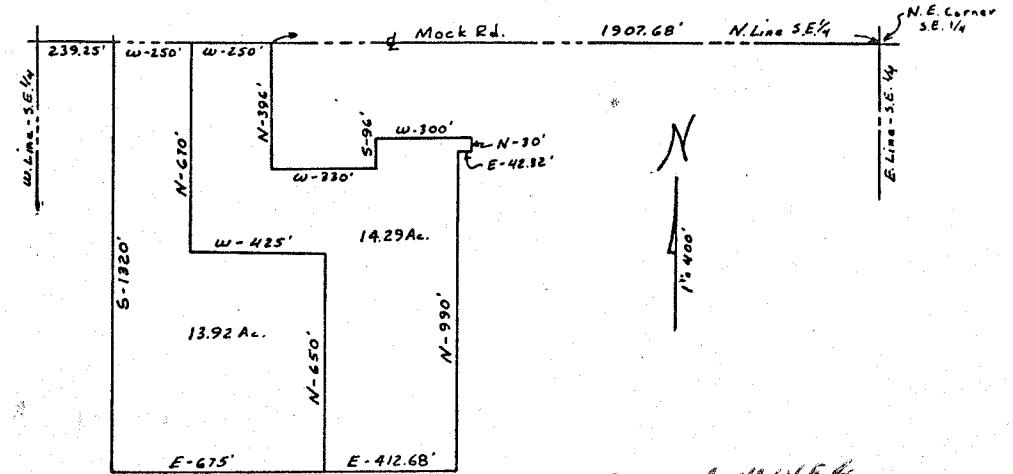 N.E. Corner
S.E. 1/4
Mock Rd.
1907.68'
N. Line S.E. 1/4
239.25'
W-250'
W-250'
W. Line - S.E. 1/4
E. Line - S.E. 1/4
N-396'
S-96'
W-300'
N-30'
E-42.32'
W-330'
N-670'
N
14.29 Ac.
W-425'
1"=400'
S-1320'
13.92 Ac.
N-650'
N-990'
E-675'
E-412.68'